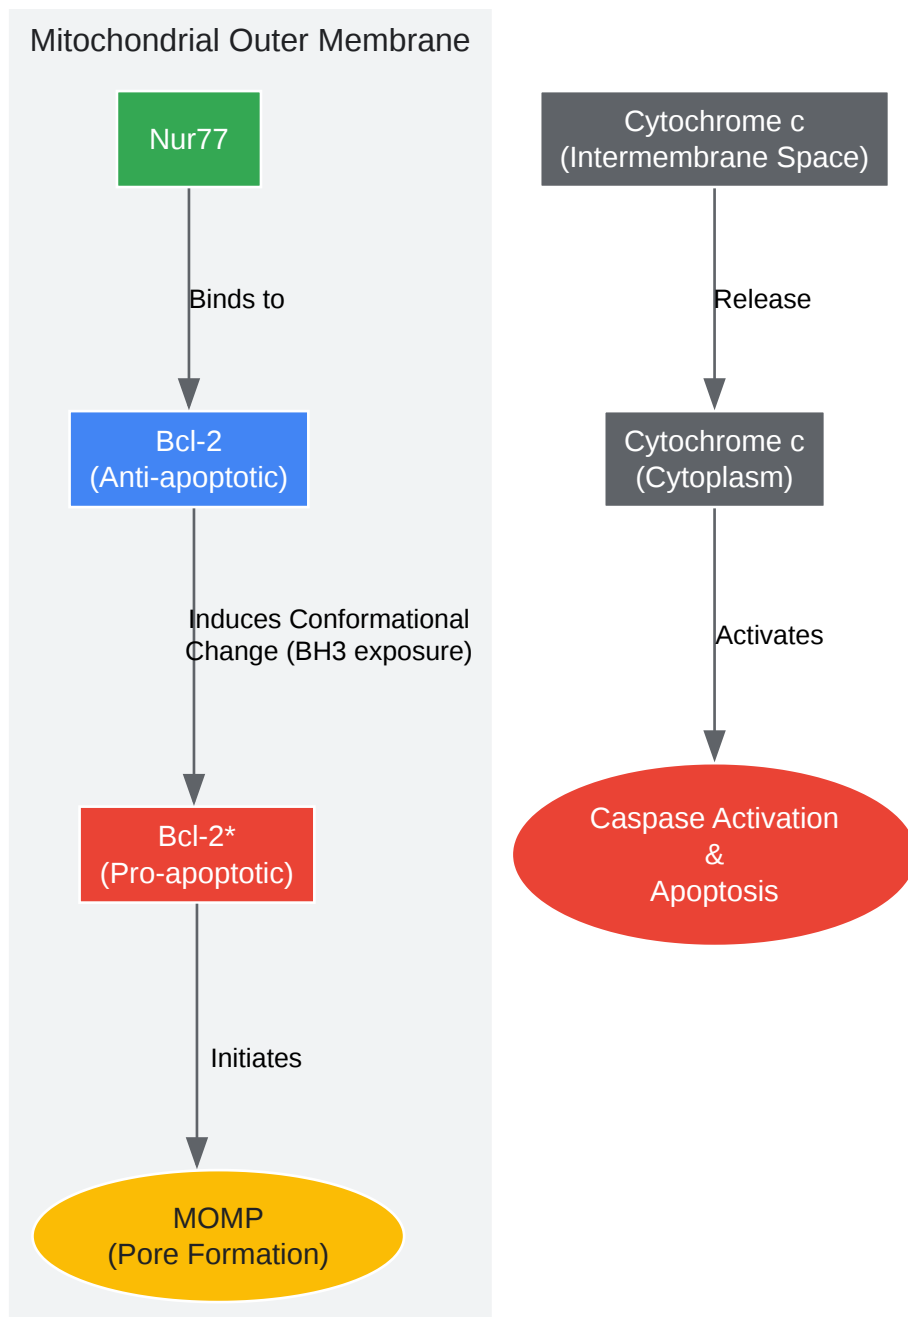 Mitochondrial Outer Membrane
Nur77
Binds to
Bcl-2
(Anti-apoptotic)
Induces Conformational
Change (BH3 exposure)
Bcl-2*
(Pro-apoptotic)
Initiates
MOMP
(Pore Formation)
Cytochrome c
(Intermembrane Space)
Release
Cytochrome c
(Cytoplasm)
Activates
Caspase Activation
&
Apoptosis